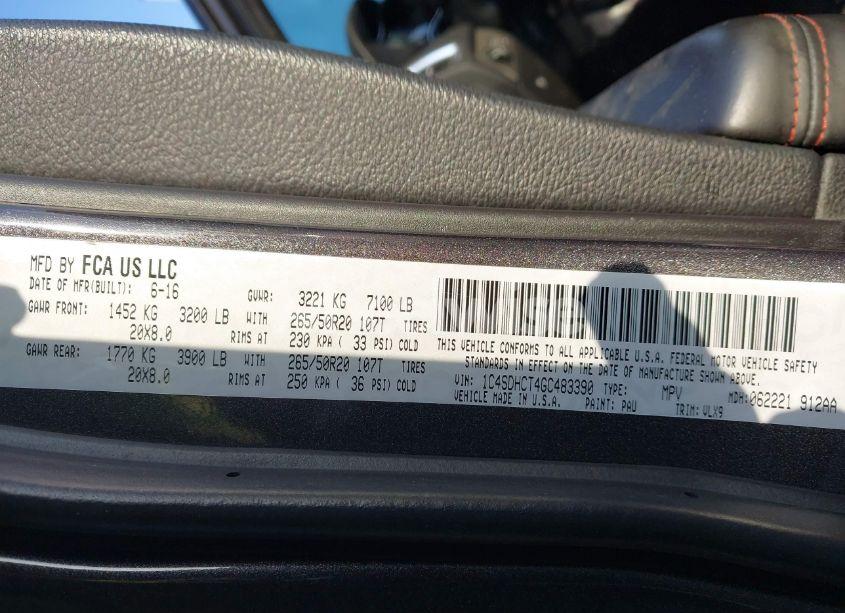 MFD BY FCA US LLC
DATE OF MFR(BUILT): 6-16 GVWR: 3221 KG 7100 LB
GAWR FRONT: 1452 KG 3200 LB WITH 265/50R20 107T TIRES
20X8.0 RIMS AT 230 KPA ( 33 PSI) COLD
GAWR REAR: 1770 KG 3900 LB WITH 265/50R20 107T TIRES
20X8.0 RIMS AT 250 KPA ( 36 PSI) COLD
THIS VEHICLE CONFORMS TO ALL APPLICABLE U.S.A. FEDERAL MOTOR VEHICLE SAFETY
STANDARDS IN EFFECT ON THE DATE OF MANUFACTURE SHOWN ABOVE.
VIN: 1C4SDHCT4GC483390 TYPE: MPV MDH: 062221 912AA
VEHICLE MADE IN U.S.A. PAINT: PAU TRIM: VLX9